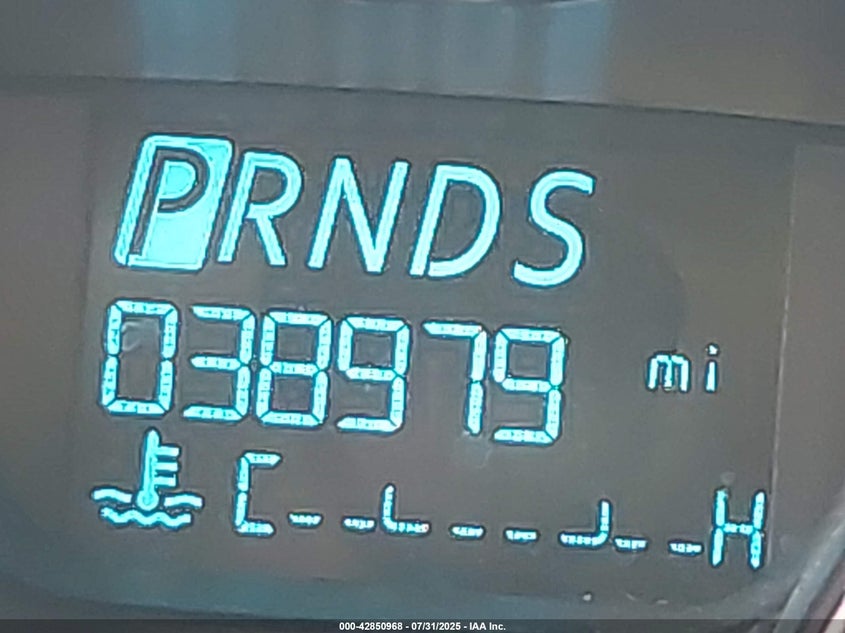 PRNDS
038979 mi
C H
000-42850968 - 07/31/2025 - IAA Inc.